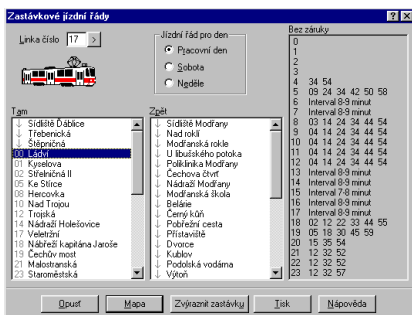 Zastávkové jízdní řády
Linka číslo 17 >
Jízdní řád pro den
Pracovní den
Sobota
Neděle
Tam
↓ Sídliště Ďáblice
↓ Třebenická
↓ Štěpničná
00 Ládví
01 Kyselova
02 Střelničná II
05 Ke Stírce
08 Hercovka
10 Nad Trojou
12 Trojská
14 Nádraží Holešovice
17 Veletržní
18 Nábřeží kapitána Jaroše
19 Čechův most
21 Malostranská
23 Staroměstská
Zpět
↓ Sídliště Modřany
↓ Nad roklí
↓ Modřanská rokle
↓ U libušského potoka
↓ Poliklinika Modřany
↓ Čechova čtvrť
↓ Nádraží Modřany
↓ Modřanská škola
↓ Belárie
↓ Černý kůň
↓ Pobřežní cesta
↓ Přístaviště
↓ Dvorce
↓ Kublov
↓ Podolská vodárna
↓ Výtoň
Bez záruky
0
1
2
3
4 34 54
5 09 24 34 42 50 58
6 Interval 8-9 minut
7 Interval 8-9 minut
8 03 14 24 34 44 54
9 04 14 24 34 44 54
10 04 14 24 34 44 54
11 04 14 24 34 44 54
12 04 14 24 34 44 54
13 Interval 8-9 minut
14 Interval 8-9 minut
15 Interval 7-8 minut
16 Interval 8-9 minut
17 Interval 8-9 minut
18 02 12 22 33 44 55
19 05 18 30 45 59
20 15 35 54
21 12 32 52
22 12 32 52
23 12 32 57
Opusť
Mapa
Zvýraznit zastávku
Tisk
Nápověda